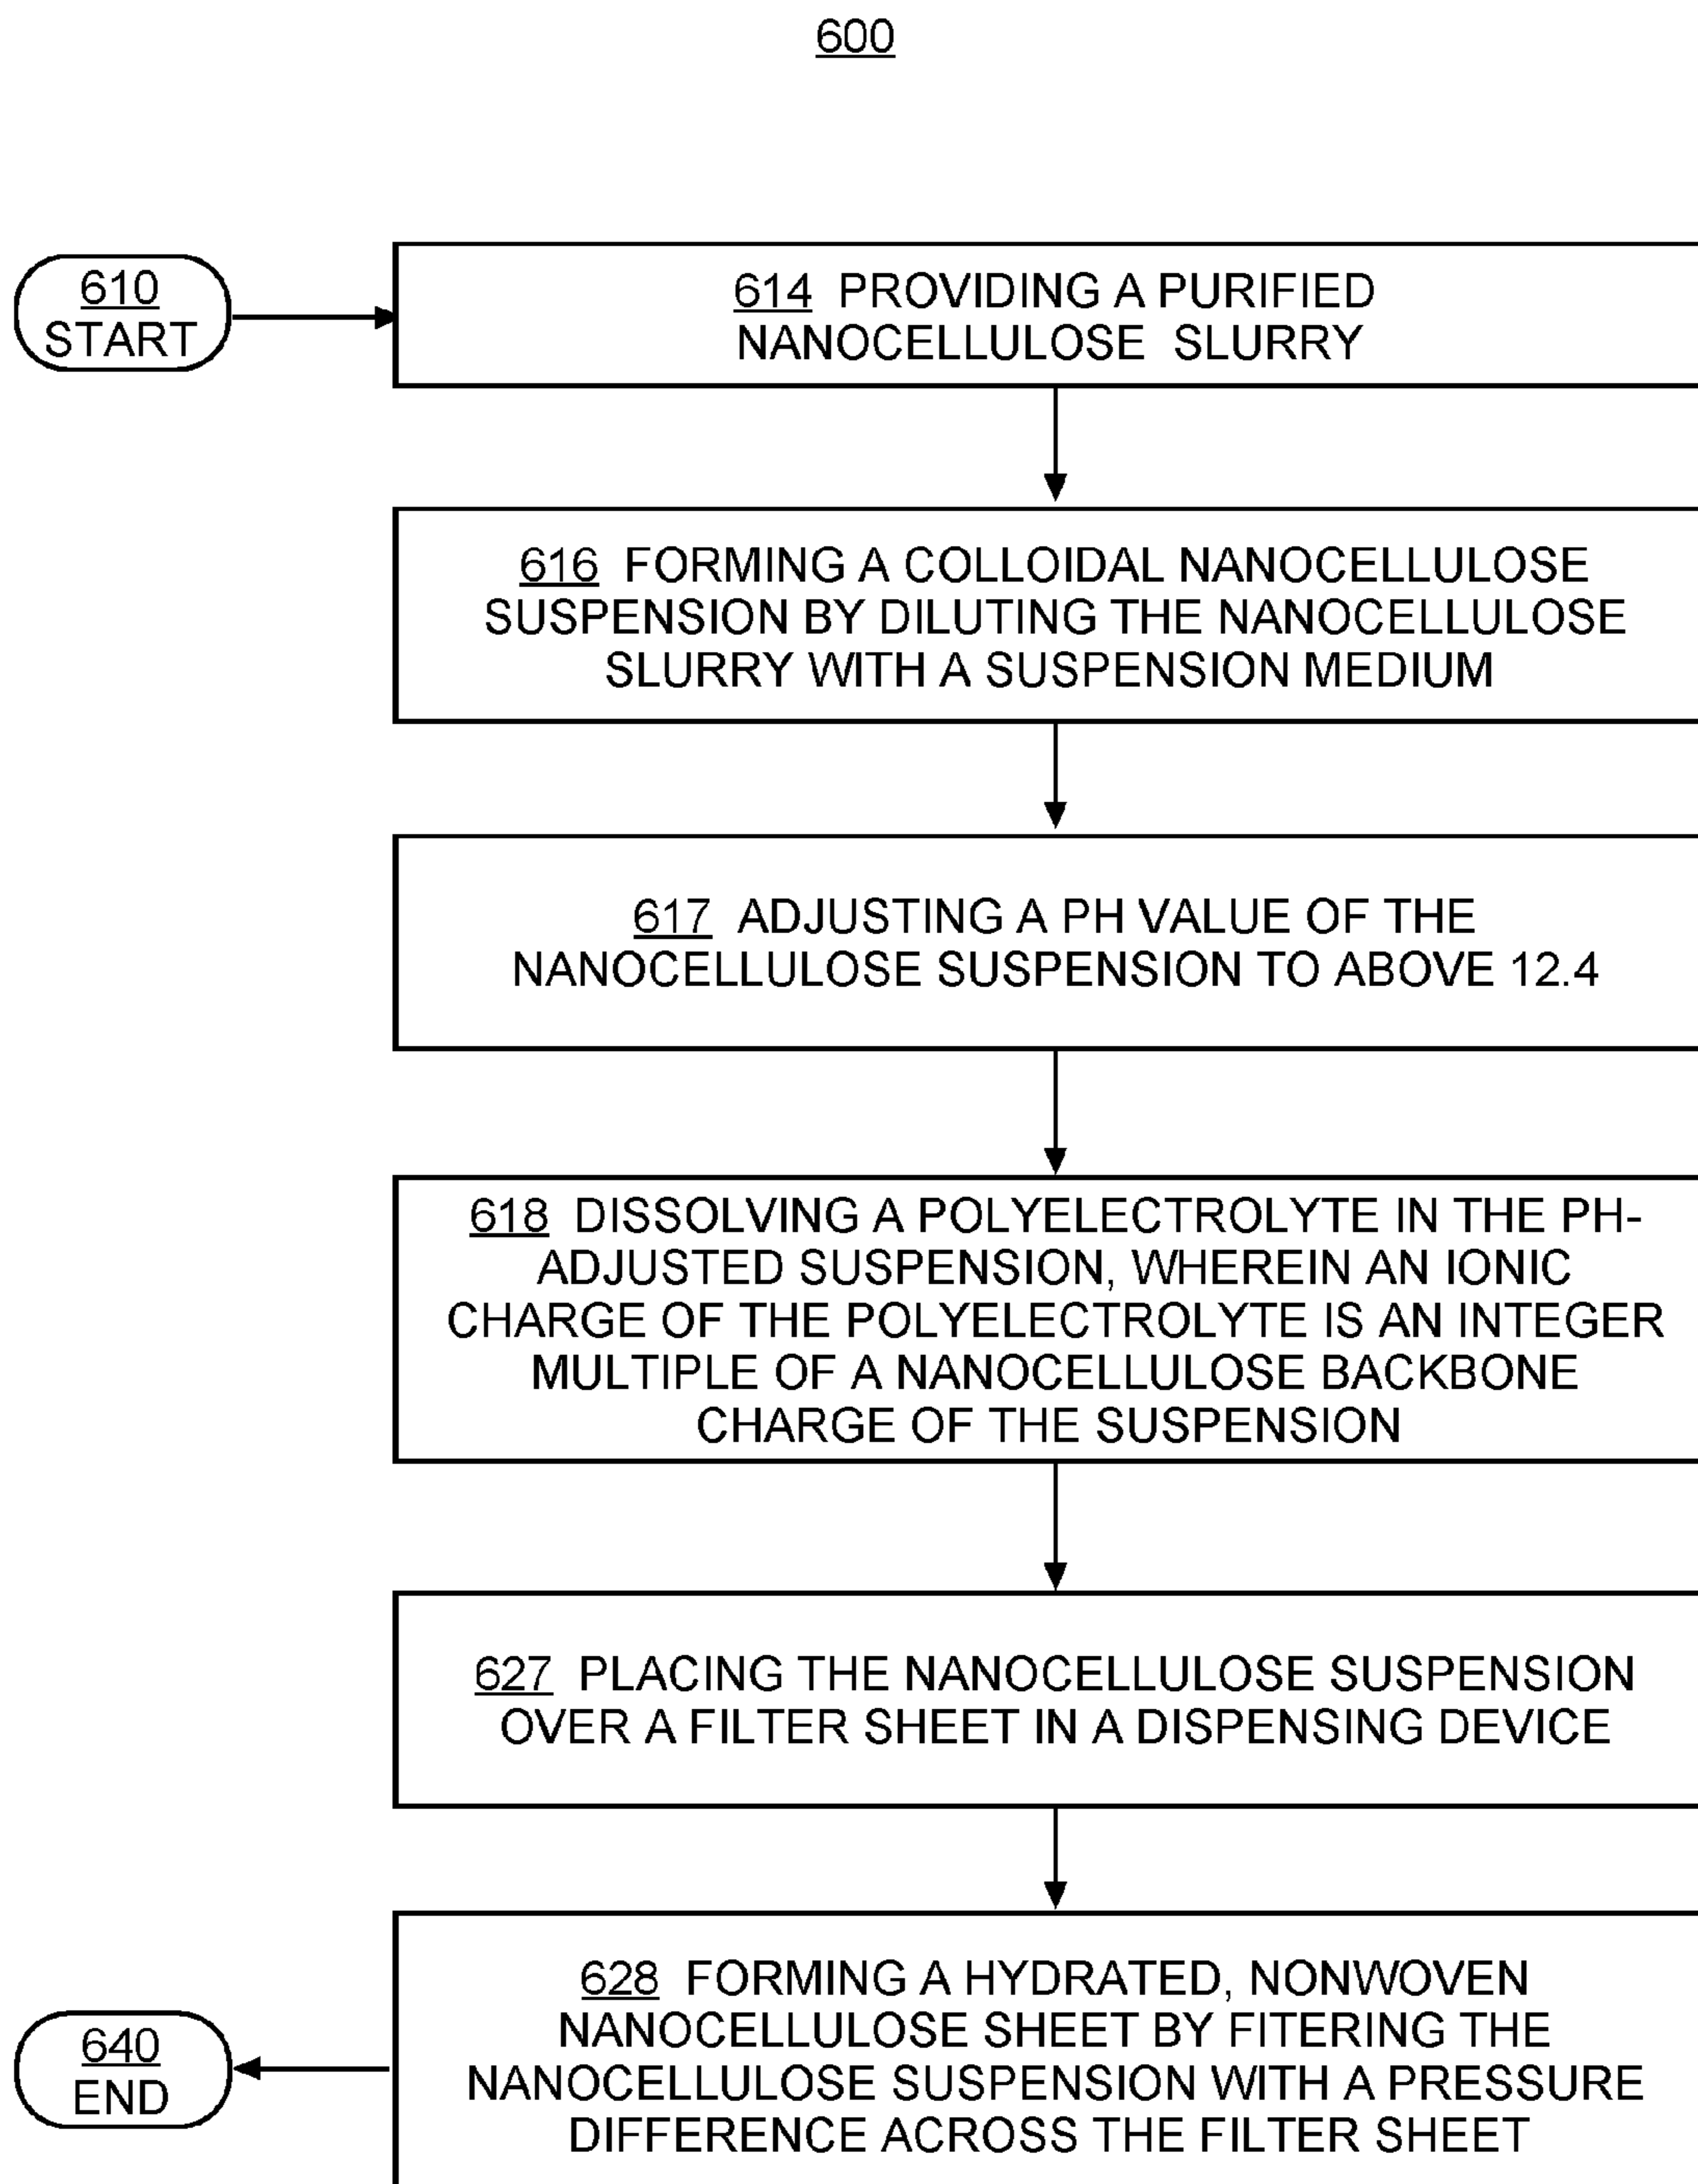 600
610
START
614 PROVIDING A PURIFIED
NANOCELLULOSE SLURRY
616 FORMING A COLLOIDAL NANOCELLULOSE
SUSPENSION BY DILUTING THE NANOCELLULOSE
SLURRY WITH A SUSPENSION MEDIUM
617 ADJUSTING A PH VALUE OF THE
NANOCELLULOSE SUSPENSION TO ABOVE 12.4
618 DISSOLVING A POLYELECTROLYTE IN THE PH-
ADJUSTED SUSPENSION, WHEREIN AN IONIC
CHARGE OF THE POLYELECTROLYTE IS AN INTEGER
MULTIPLE OF A NANOCELLULOSE BACKBONE
CHARGE OF THE SUSPENSION
627 PLACING THE NANOCELLULOSE SUSPENSION
OVER A FILTER SHEET IN A DISPENSING DEVICE
628 FORMING A HYDRATED, NONWOVEN
NANOCELLULOSE SHEET BY FITERING THE
NANOCELLULOSE SUSPENSION WITH A PRESSURE
DIFFERENCE ACROSS THE FILTER SHEET
640
END